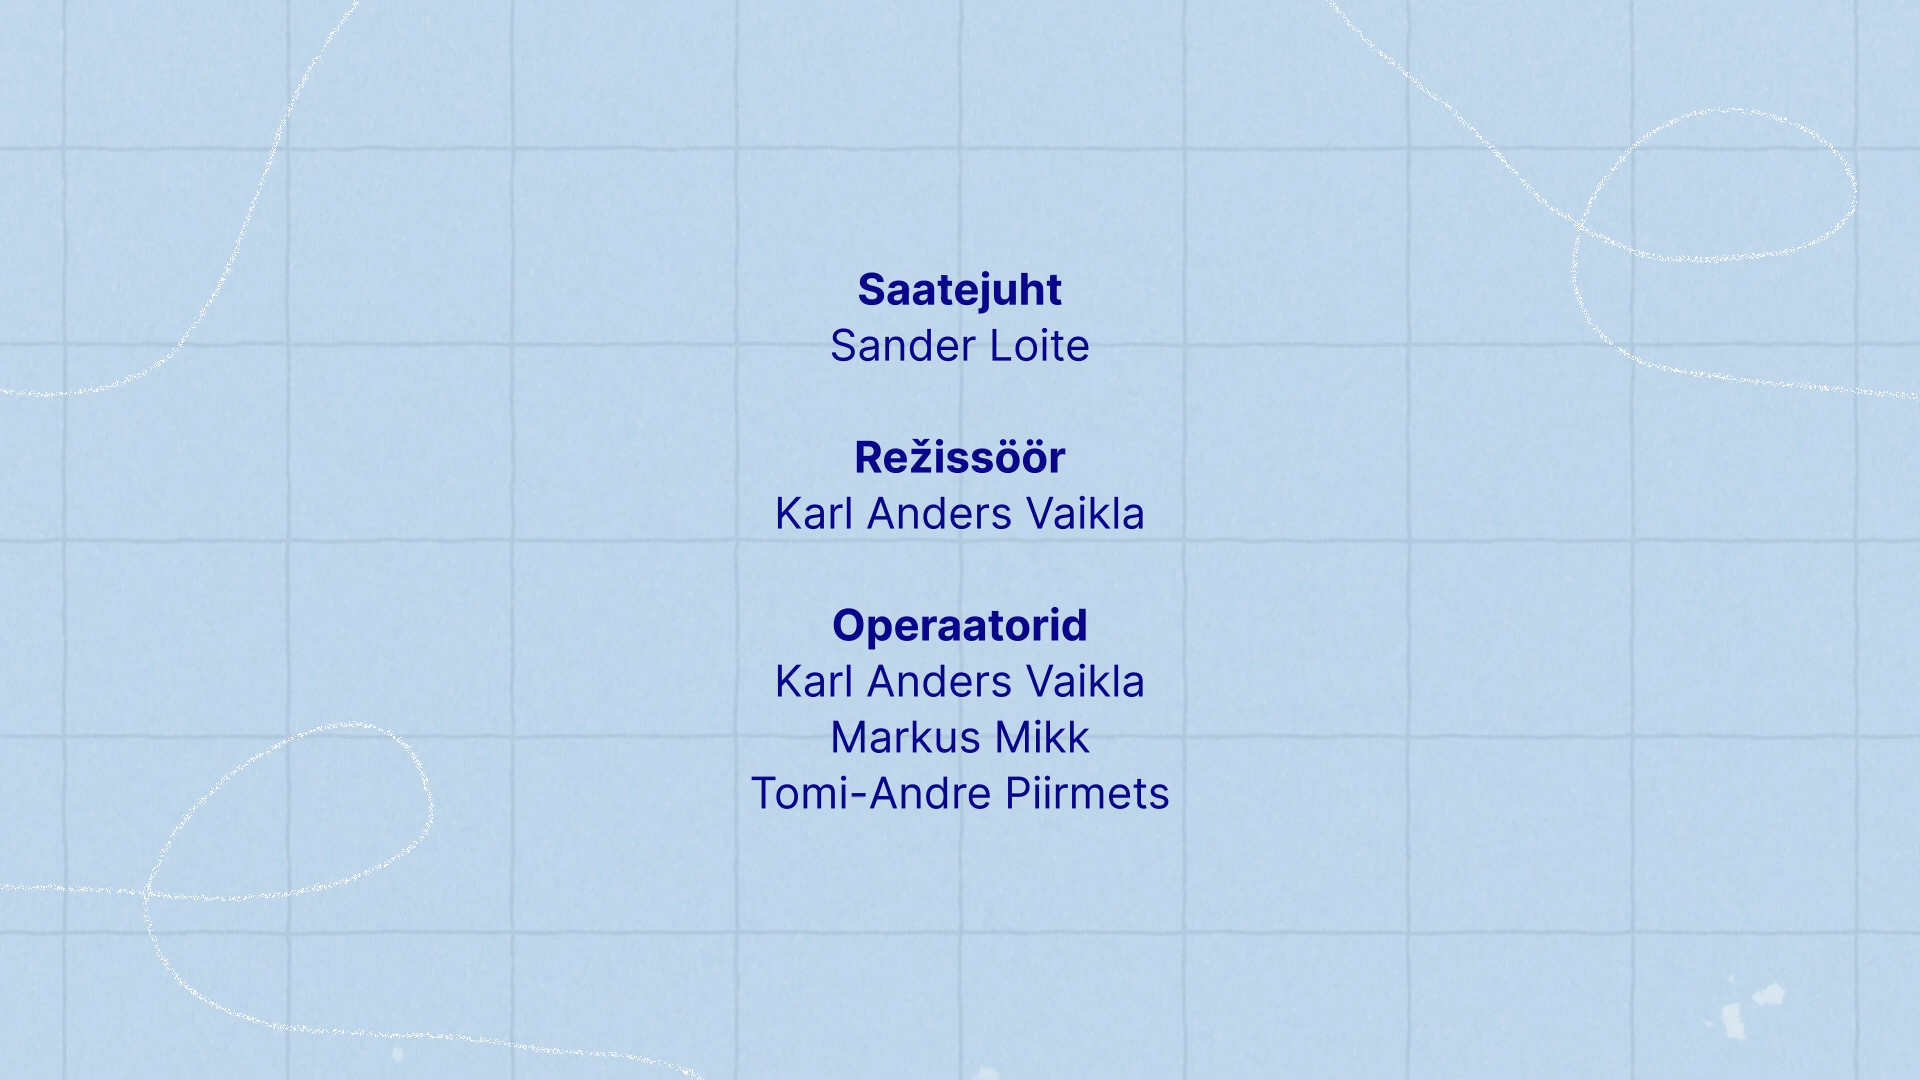 Saatejuht
Sander Loite
Režissöör
Karl Anders Vaikla
Operaatorid
Karl Anders Vaikla
Markus Mikk
Tomi-Andre Piirmets